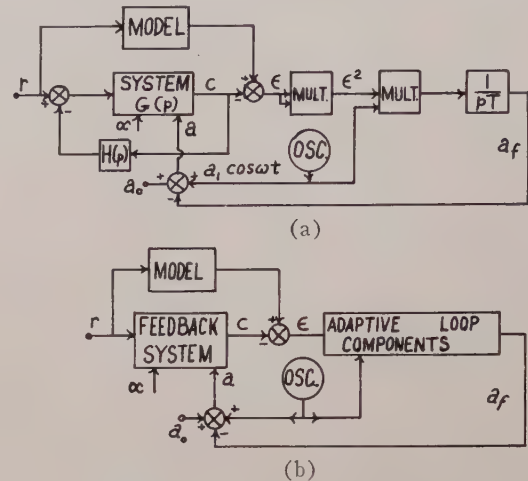 MODEL
r
+
-
SYSTEM
G(p)
c
+
-
ϵ
MULT.
ϵ²
MULT.
1
pT
α
a
H(p)
OSC.
a_f
a₀
+
+
-
a₁ cosωt
(a)
MODEL
r
FEEDBACK
SYSTEM
c
+
-
ϵ
ADAPTIVE LOOP
COMPONENTS
α
a
OSC.
a_f
a₀
+
+
-
(b)